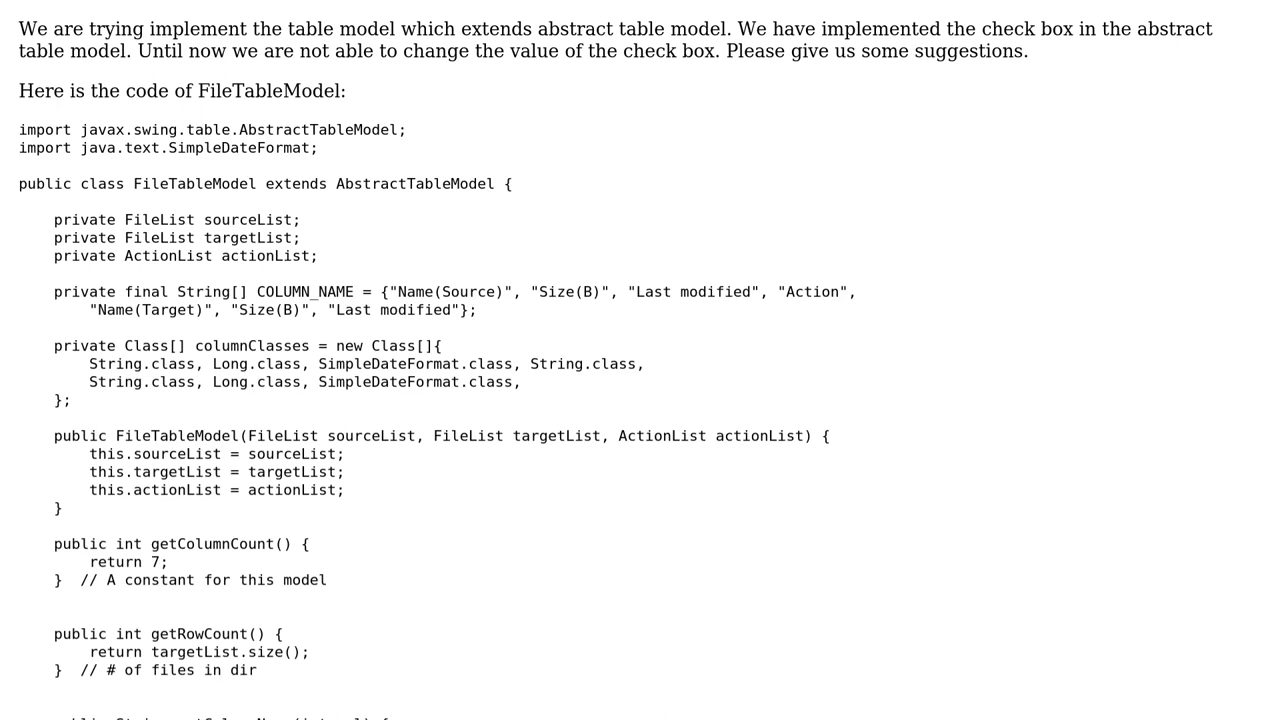 We are trying implement the table model which extends abstract table model. We have implemented the check box in the abstract
table model. Until now we are not able to change the value of the check box. Please give us some suggestions.
Here is the code of FileTableModel:
import javax.swing.table.AbstractTableModel;
import java.text.SimpleDateFormat;
public class FileTableModel extends AbstractTableModel {
    private FileList sourceList;
    private FileList targetList;
    private ActionList actionList;
    private final String[] COLUMN_NAME = {"Name(Source)", "Size(B)", "Last modified", "Action",
        "Name(Target)", "Size(B)", "Last modified"};
    private Class[] columnClasses = new Class[]{
        String.class, Long.class, SimpleDateFormat.class, String.class,
        String.class, Long.class, SimpleDateFormat.class,
    };
    public FileTableModel(FileList sourceList, FileList targetList, ActionList actionList) {
        this.sourceList = sourceList;
        this.targetList = targetList;
        this.actionList = actionList;
    }
    public int getColumnCount() {
        return 7;
    }  // A constant for this model
    public int getRowCount() {
        return targetList.size();
    }  // # of files in dir